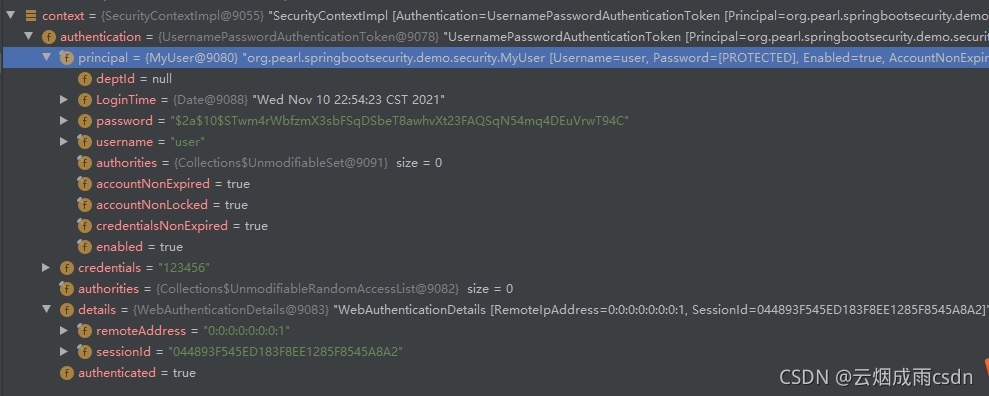 context = {SecurityContextImpl@9055} "SecurityContextImpl [Authentication=UsernamePasswordAuthenticationToken [Principal=org.pearl.springbootsecurity.demo
authentication = {UsernamePasswordAuthenticationToken@9078} "UsernamePasswordAuthenticationToken [Principal=org.pearl.springbootsecurity.demo.securit
principal = {MyUser@9080} "org.pearl.springbootsecurity.demo.security.MyUser [Username=user, Password=[PROTECTED], Enabled=true, AccountNonExpir
deptId = null
LoginTime = {Date@9088} "Wed Nov 10 22:54:23 CST 2021"
password = "$2a$10$STwm4rWbfzmX3sbFSqDSbeT8awhvXt23FAQSqN54mq4DEuVrwT94C"
username = "user"
authorities = {Collections$UnmodifiableSet@9091} size = 0
accountNonExpired = true
accountNonLocked = true
credentialsNonExpired = true
enabled = true
credentials = "123456"
authorities = {Collections$UnmodifiableRandomAccessList@9082} size = 0
details = {WebAuthenticationDetails@9083} "WebAuthenticationDetails [RemoteIpAddress=0:0:0:0:0:0:0:1, SessionId=044893F545ED183F8EE1285F8545A8A2]"
remoteAddress = "0:0:0:0:0:0:0:1"
sessionId = "044893F545ED183F8EE1285F8545A8A2"
authenticated = true
CSDN @云烟成雨csdn